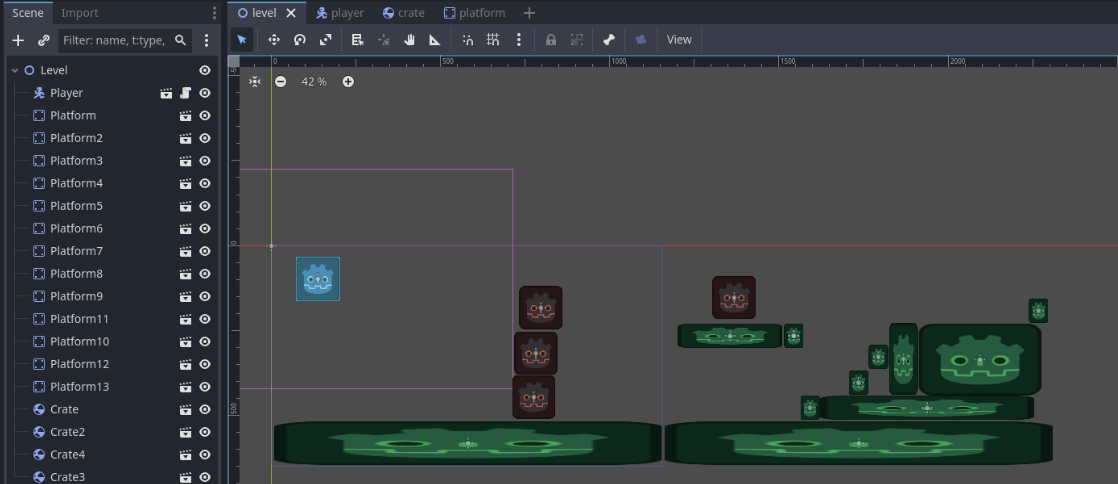 Scene Import
level player crate platform
Filter: name, t:type,
View
0 500 1000 1500 2000
42 %
0
500
Level
Player
Platform
Platform2
Platform3
Platform4
Platform5
Platform6
Platform7
Platform8
Platform9
Platform11
Platform10
Platform12
Platform13
Crate
Crate2
Crate4
Crate3